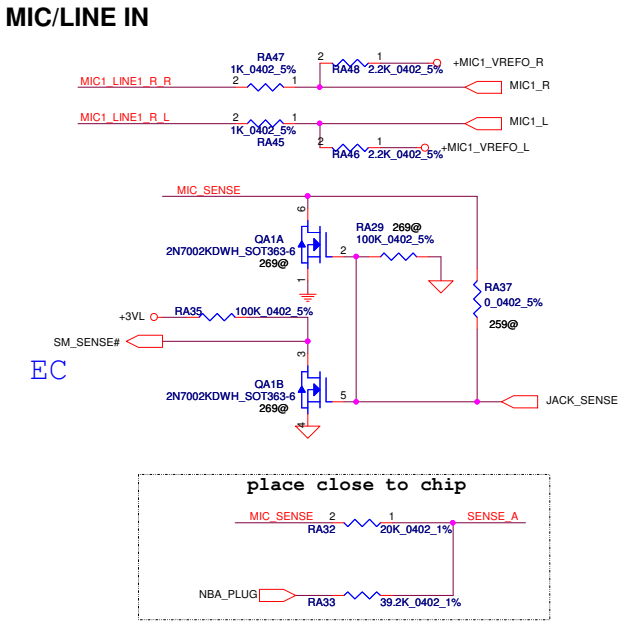 MIC/LINE IN
RA47
1K_0402_5%
MIC1_LINE1_R_R
2
1
2
1
RA48
2.2K_0402_5%
+MIC1_VREFO_R
MIC1_R
MIC1_LINE1_R_L
2
1
1K_0402_5%
RA45
MIC1_L
2
1
RA46
2.2K_0402_5%
+MIC1_VREFO_L
MIC_SENSE
6
QA1A
2N7002KDWH_SOT363-6
269@
1
2
RA29
269@
100K_0402_5%
RA37
0_0402_5%
259@
+3VL
RA35
100K_0402_5%
SM_SENSE#
EC
3
QA1B
2N7002KDWH_SOT363-6
269@
4
5
JACK_SENSE
place close to chip
MIC_SENSE
2
1
SENSE_A
RA32
20K_0402_1%
NBA_PLUG
RA33
39.2K_0402_1%